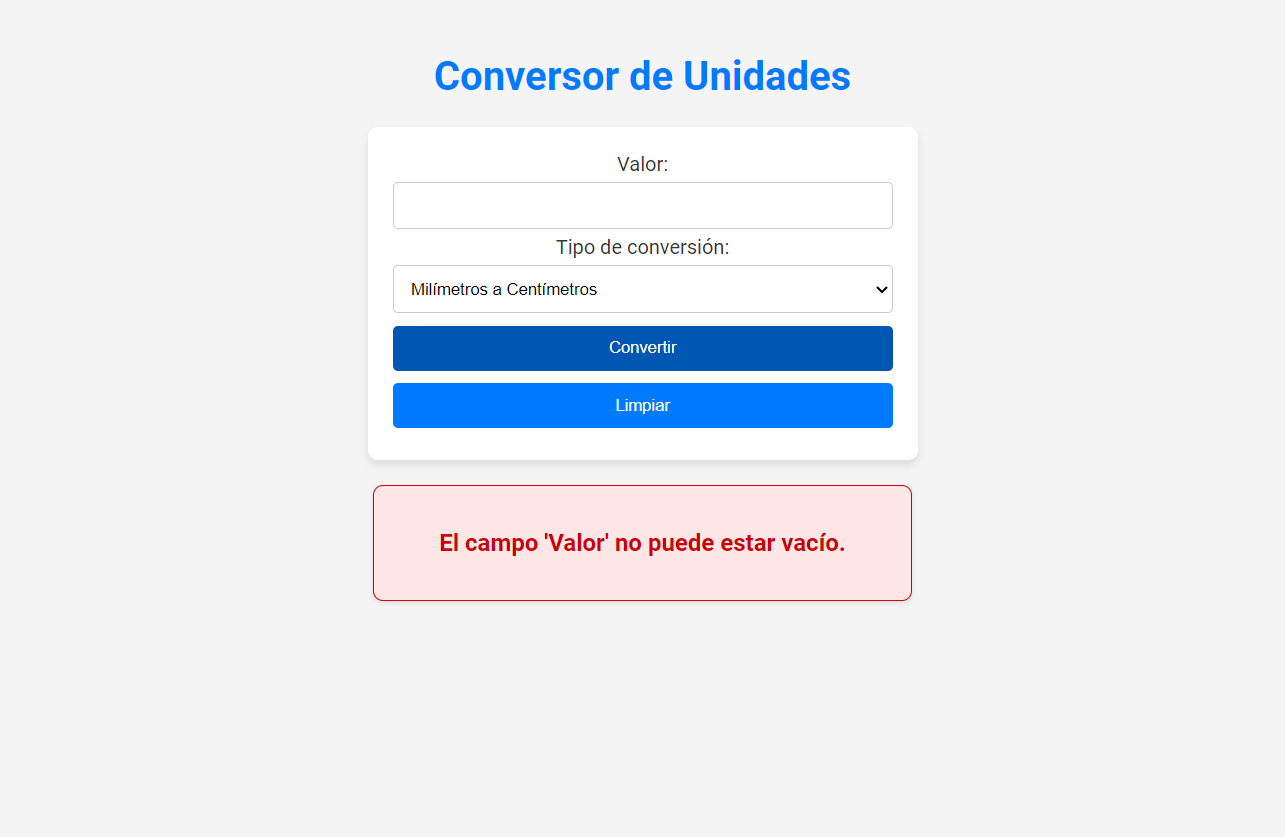 Conversor de Unidades
Valor:
Tipo de conversión:
Milímetros a Centímetros
Convertir
Limpiar
El campo 'Valor' no puede estar vacío.